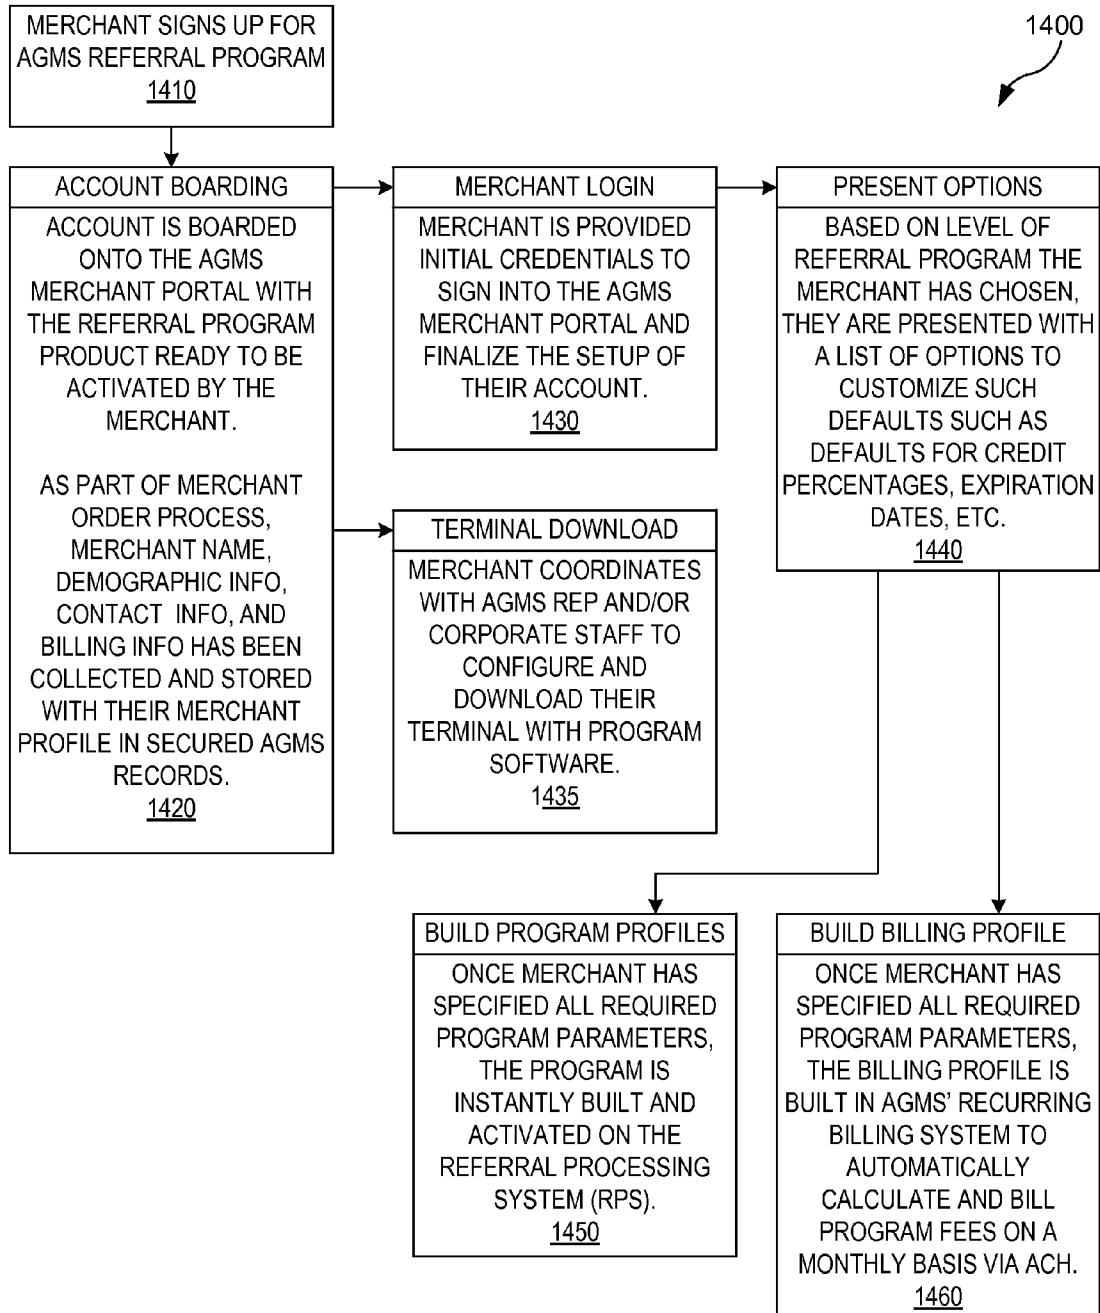 MERCHANT SIGNS UP FOR
AGMS REFERRAL PROGRAM
1410
1400
ACCOUNT BOARDING
ACCOUNT IS BOARDED
ONTO THE AGMS
MERCHANT PORTAL WITH
THE REFERRAL PROGRAM
PRODUCT READY TO BE
ACTIVATED BY THE
MERCHANT.
AS PART OF MERCHANT
ORDER PROCESS,
MERCHANT NAME,
DEMOGRAPHIC INFO,
CONTACT INFO, AND
BILLING INFO HAS BEEN
COLLECTED AND STORED
WITH THEIR MERCHANT
PROFILE IN SECURED AGMS
RECORDS.
1420
MERCHANT LOGIN
MERCHANT IS PROVIDED
INITIAL CREDENTIALS TO
SIGN INTO THE AGMS
MERCHANT PORTAL AND
FINALIZE THE SETUP OF
THEIR ACCOUNT.
1430
TERMINAL DOWNLOAD
MERCHANT COORDINATES
WITH AGMS REP AND/OR
CORPORATE STAFF TO
CONFIGURE AND
DOWNLOAD THEIR
TERMINAL WITH PROGRAM
SOFTWARE.
1435
PRESENT OPTIONS
BASED ON LEVEL OF
REFERRAL PROGRAM THE
MERCHANT HAS CHOSEN,
THEY ARE PRESENTED WITH
A LIST OF OPTIONS TO
CUSTOMIZE SUCH
DEFAULTS SUCH AS
DEFAULTS FOR CREDIT
PERCENTAGES, EXPIRATION
DATES, ETC.
1440
BUILD PROGRAM PROFILES
ONCE MERCHANT HAS
SPECIFIED ALL REQUIRED
PROGRAM PARAMETERS,
THE PROGRAM IS
INSTANTLY BUILT AND
ACTIVATED ON THE
REFERRAL PROCESSING
SYSTEM (RPS).
1450
BUILD BILLING PROFILE
ONCE MERCHANT HAS
SPECIFIED ALL REQUIRED
PROGRAM PARAMETERS,
THE BILLING PROFILE IS
BUILT IN AGMS’ RECURRING
BILLING SYSTEM TO
AUTOMATICALLY
CALCULATE AND BILL
PROGRAM FEES ON A
MONTHLY BASIS VIA ACH.
1460